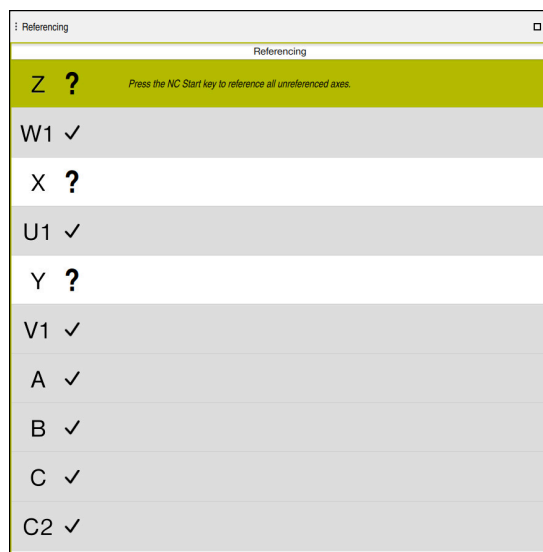 Referencing
Referencing
Z ? Press the NC Start key to reference all unreferenced axes.
W1 ✓
X ?
U1 ✓
Y ?
V1 ✓
A ✓
B ✓
C ✓
C2 ✓